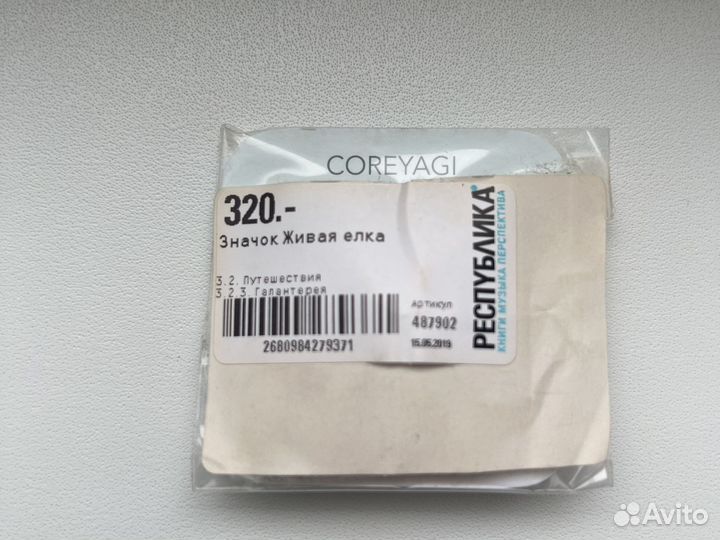 COREYAGI
320.-
Значок Живая елка
3.2. Путешествия
3.2.3. Галантерея
артикул
487902
2680984279371
15.05.2019
РЕСПУБЛИКА
КНИГИ МУЗЫКА ПЕРСПЕКТИВА
Avito